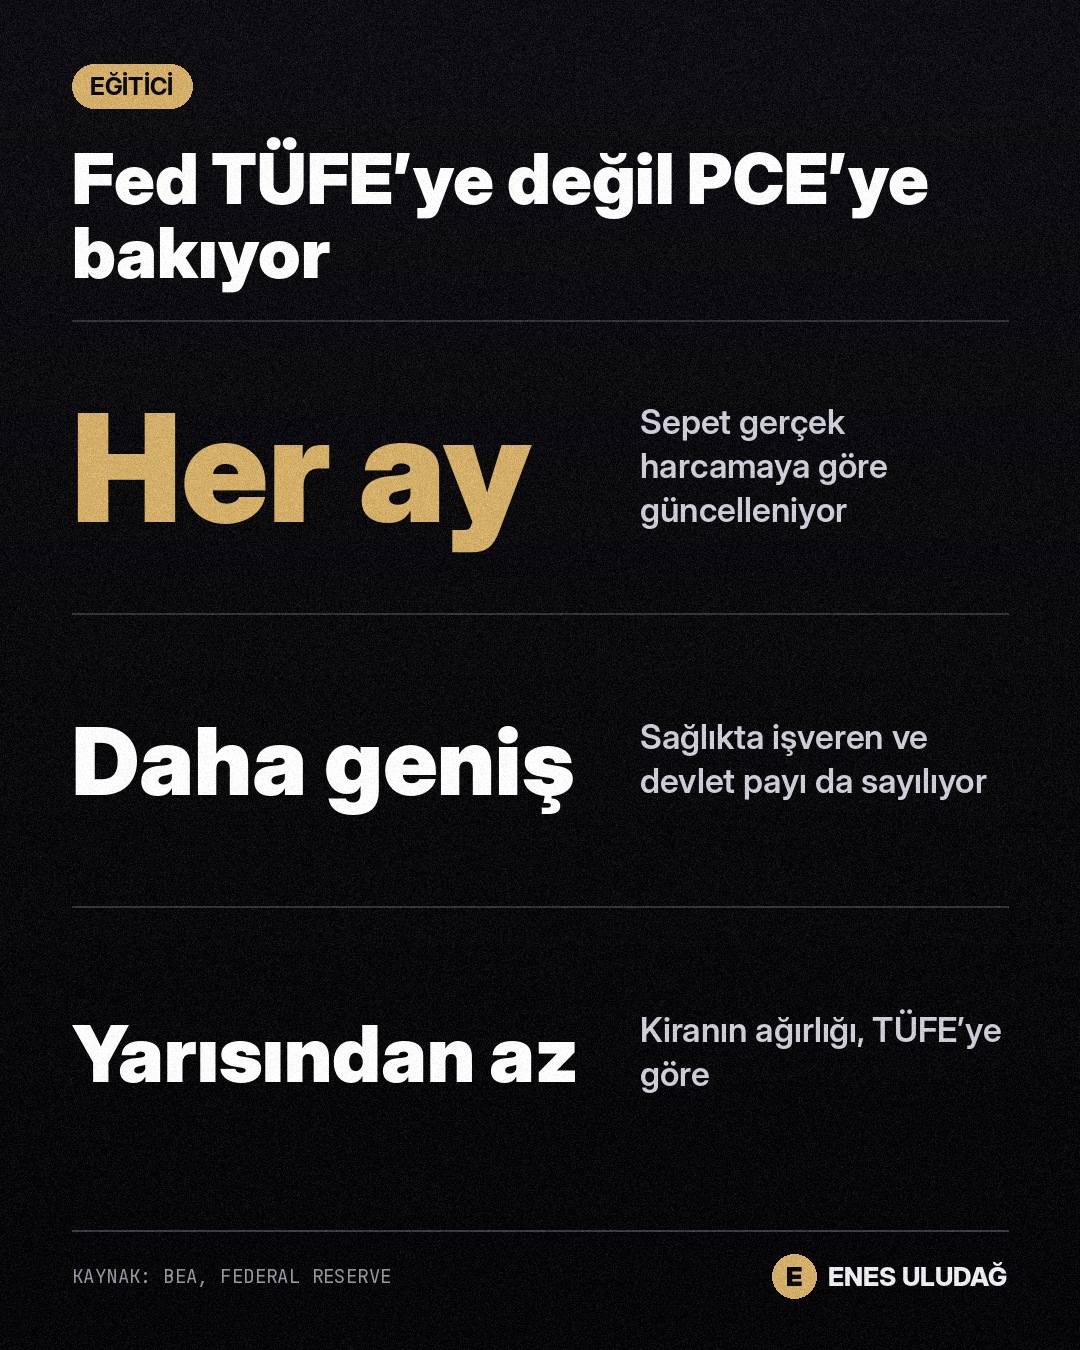 EĞİTİCİ
Fed TÜFE’ye değil PCE’ye
bakıyor
Her ay
Sepet gerçek
harcamaya göre
güncelleniyor
Daha geniş
Sağlıkta işveren ve
devlet payı da sayılıyor
Yarısından az
Kiranın ağırlığı, TÜFE’ye
göre
KAYNAK: BEA, FEDERAL RESERVE
E ENES ULUDAĞ